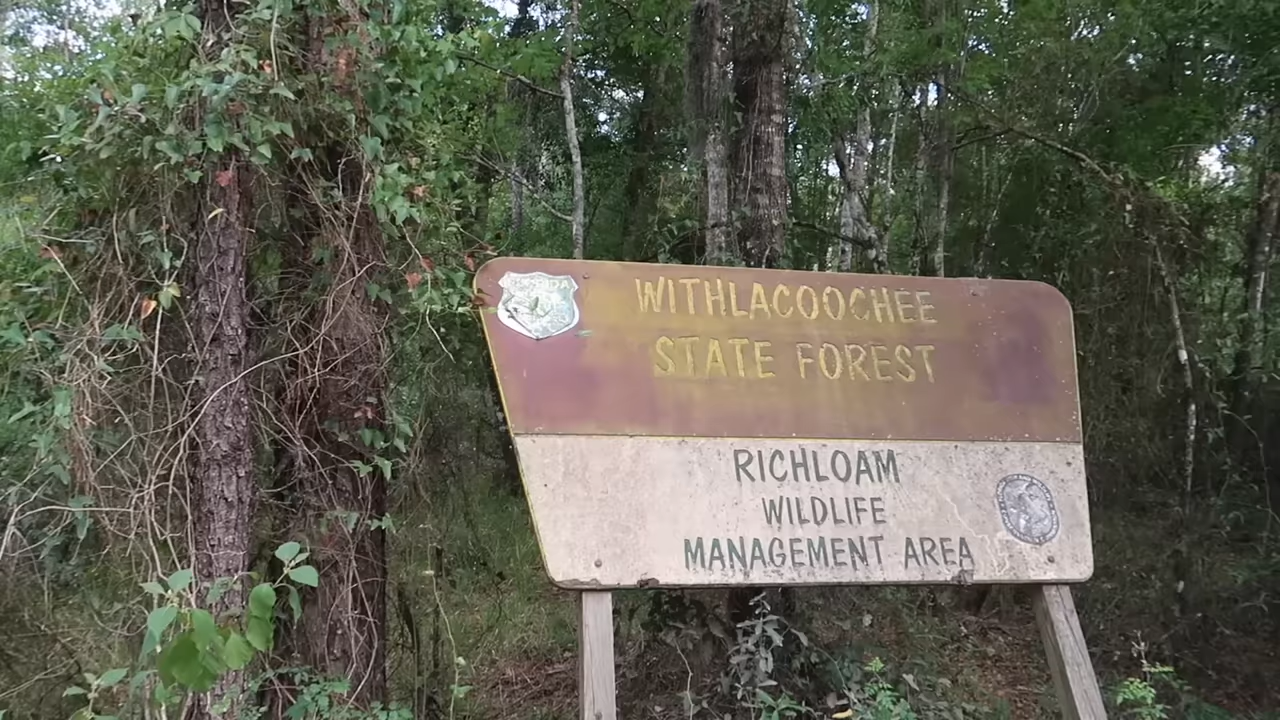 WITHLACOOCHEE
STATE FOREST
RICHLOAM
WILDLIFE
MANAGEMENT AREA